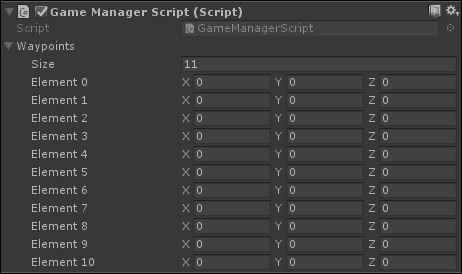 Game Manager Script (Script)
Script GameManagerScript
Waypoints
Size 11
Element 0 X 0 Y 0 Z 0
Element 1 X 0 Y 0 Z 0
Element 2 X 0 Y 0 Z 0
Element 3 X 0 Y 0 Z 0
Element 4 X 0 Y 0 Z 0
Element 5 X 0 Y 0 Z 0
Element 6 X 0 Y 0 Z 0
Element 7 X 0 Y 0 Z 0
Element 8 X 0 Y 0 Z 0
Element 9 X 0 Y 0 Z 0
Element 10 X 0 Y 0 Z 0